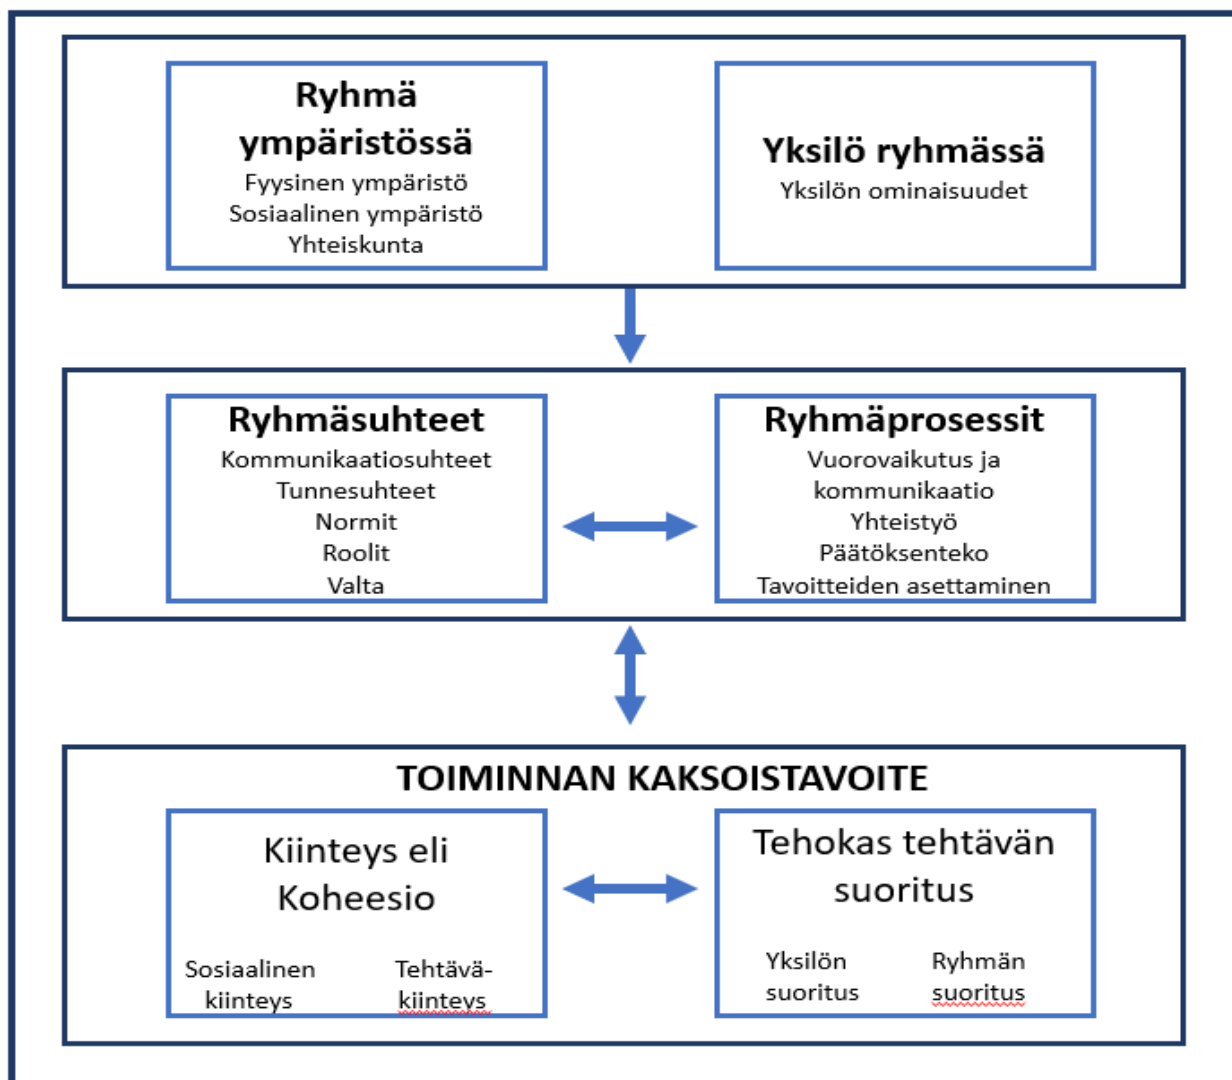 Ryhmä
ympäristössä
Fyysinen ympäristö
Sosiaalinen ympäristö
Yhteiskunta
Yksilö ryhmässä
Yksilön ominaisuudet
Ryhmäsuhteet
Kommunikaatiosuhteet
Tunnesuhteet
Normit
Roolit
Valta
Ryhmäprosessit
Vuorovaikutus ja
kommunikaatio
Yhteistyö
Päätöksenteko
Tavoitteiden asettaminen
TOIMINNAN KAKSOISTAVOITE
Kiinteys eli
Koheesio
Sosiaalinen
kiinteys
Tehtävä-
kiinteys
Tehokas tehtävän
suoritus
Yksilön
suoritus
Ryhmän
suoritus